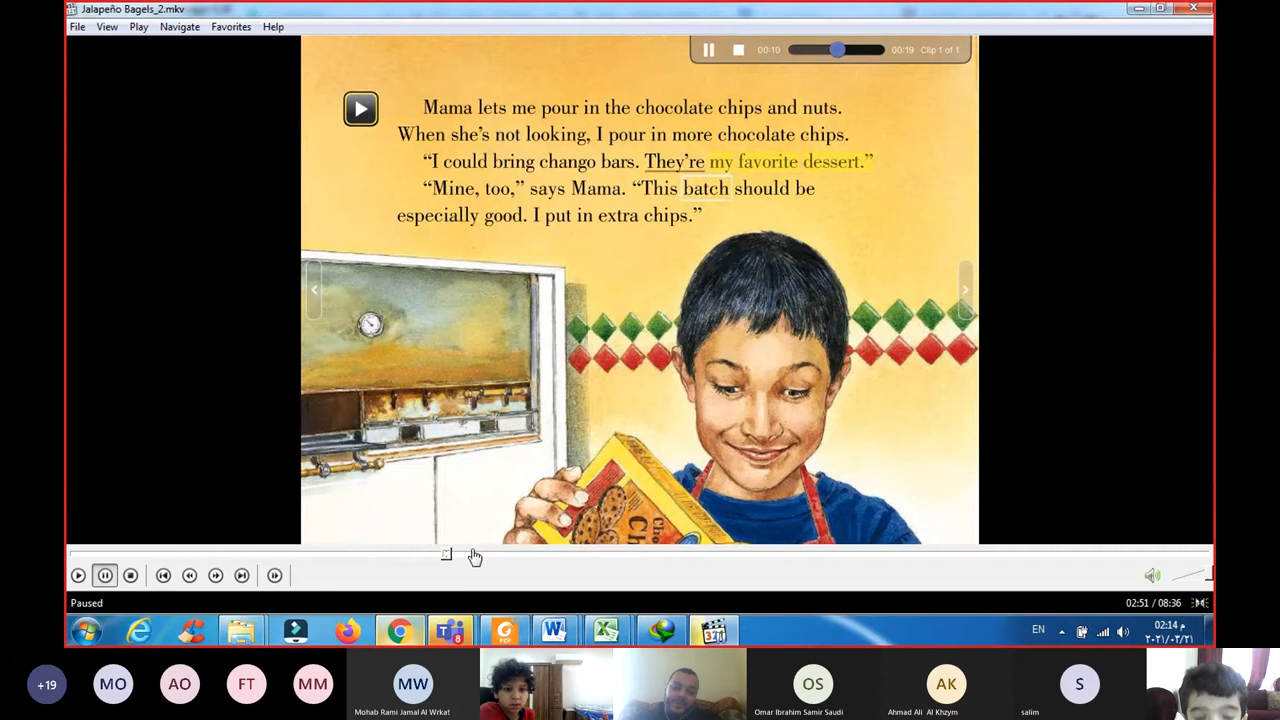 Jalapeño Bagels_2.mkv
File View Play Navigate Favorites Help
00:10 00:19 Clip 1 of 1
Mama lets me pour in the chocolate chips and nuts.
When she's not looking, I pour in more chocolate chips.
“I could bring chango bars. They're my favorite dessert.”
“Mine, too,” says Mama. “This batch should be
especially good. I put in extra chips.”
Paused
02:51 / 08:36
EN
02:14 م
٢٠٢١/٠٣/٢١
+19
MO
AO
FT
MM
MW
Mohab Rami Jamal Al Wrkat
OS
Omar Ibrahim Samir Saudi
AK
Ahmad Ali Al Khzym
S
salim